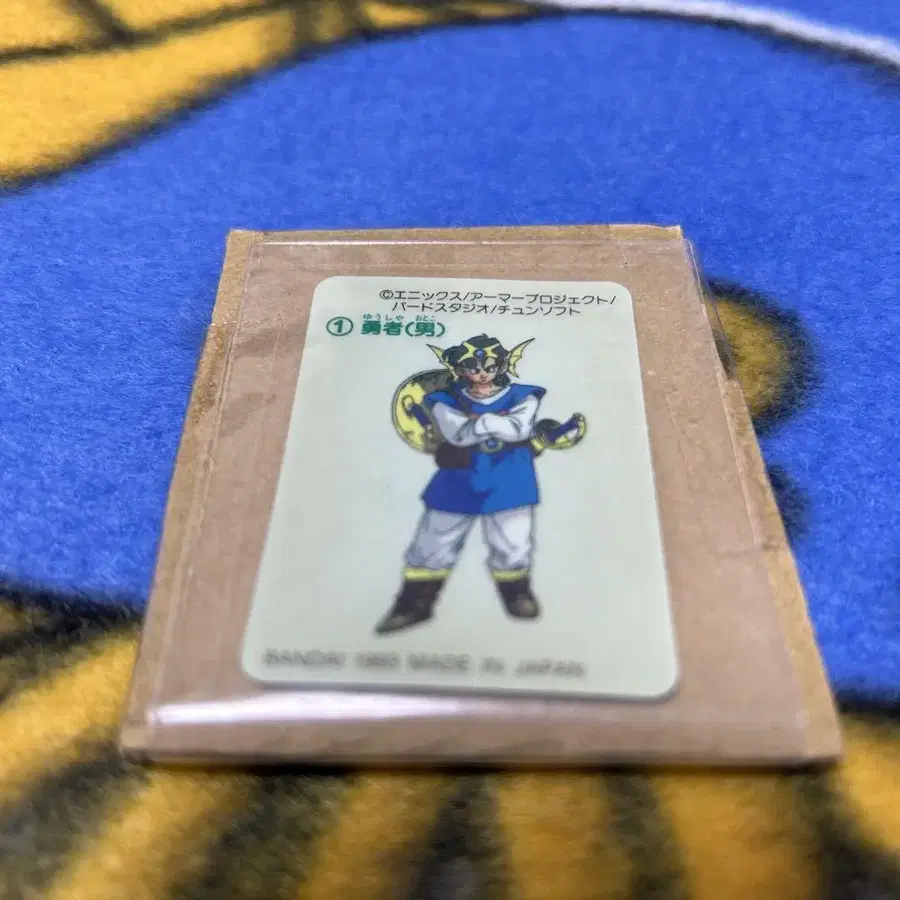 ©エニックス/アーマープロジェクト/
バードスタジオ/チュンソフト
ゆうしゃ おとこ
① 勇者(男)
BANDAI 1993 MADE IN JAPAN